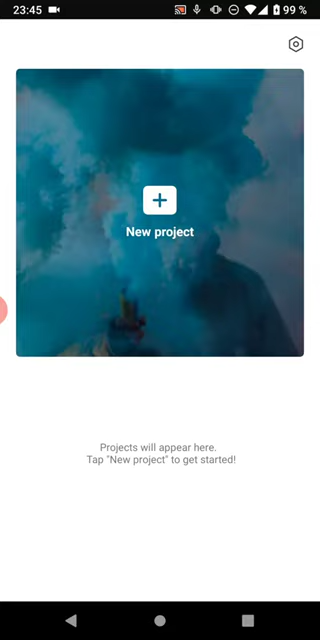 23:45
99 %
New project
Projects will appear here.
Tap "New project" to get started!